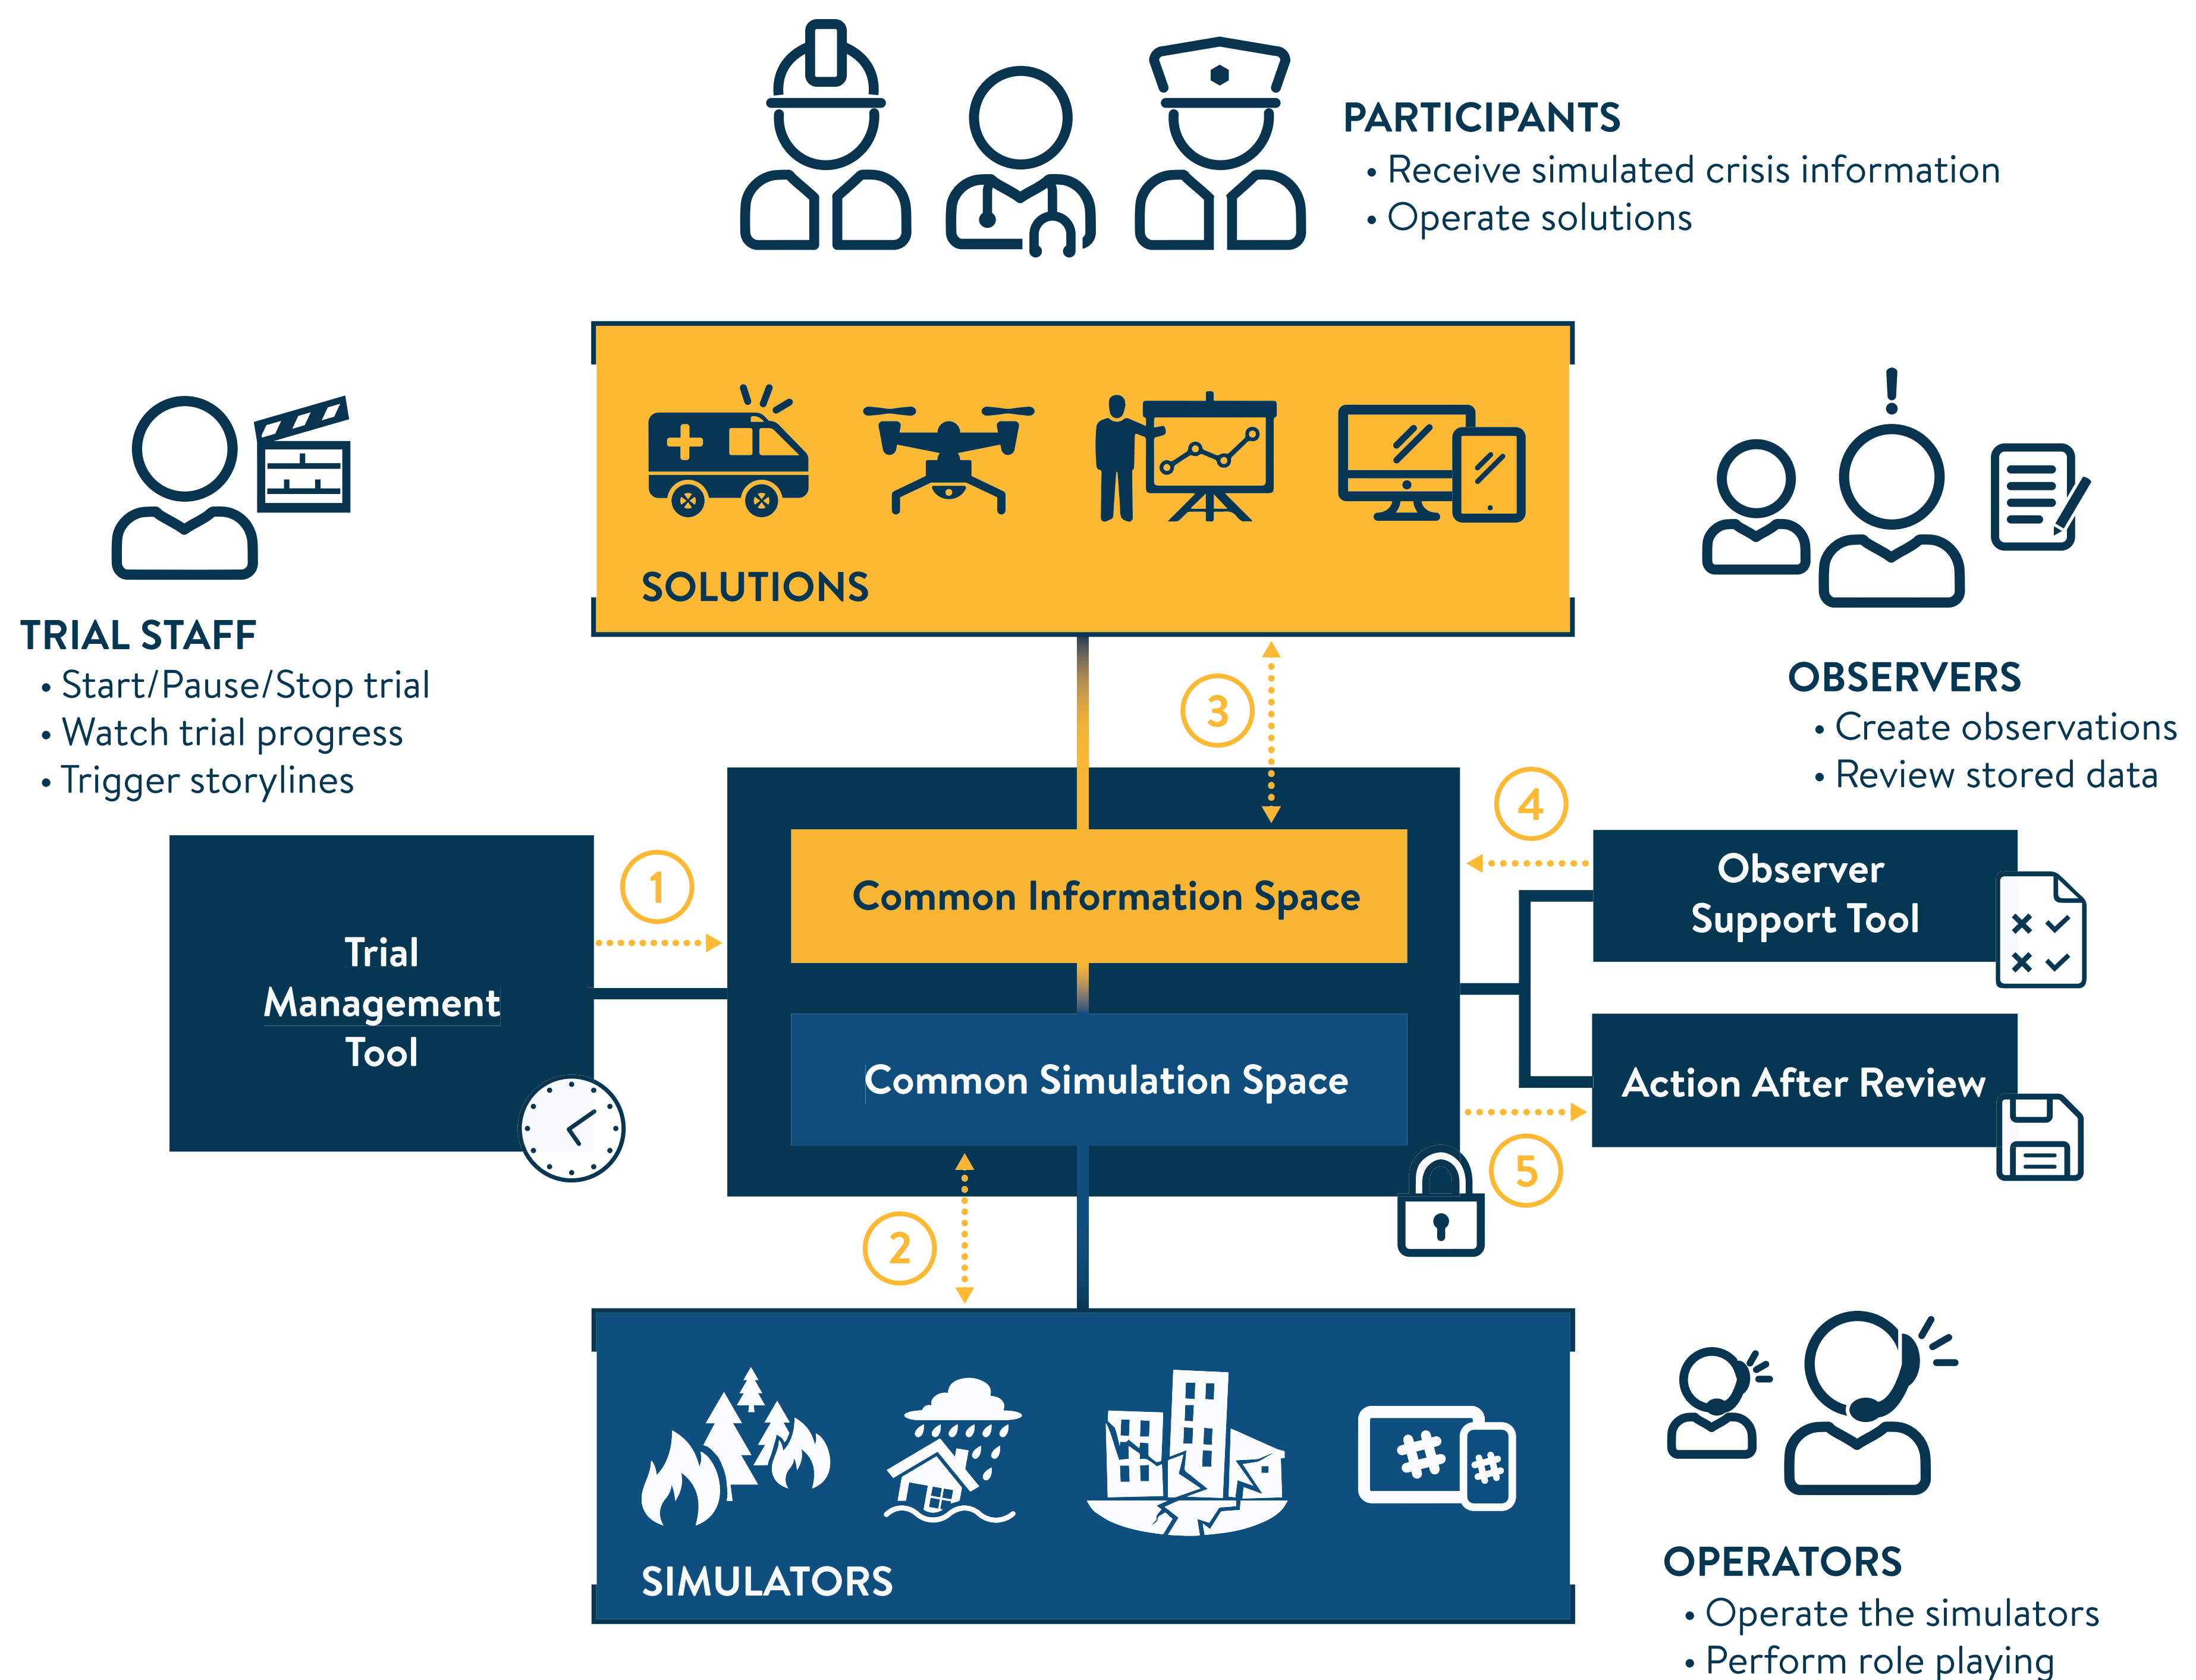 PARTICIPANTS
• Receive simulated crisis information
• Operate solutions
SOLUTIONS
TRIAL STAFF
• Start/Pause/Stop trial
• Watch trial progress
• Trigger storylines
OBSERVERS
• Create observations
• Review stored data
3
4
1
Common Information Space
Observer
Support Tool
Trial
Management
Tool
Common Simulation Space
Action After Review
5
2
SIMULATORS
OPERATORS
• Operate the simulators
• Perform role playing